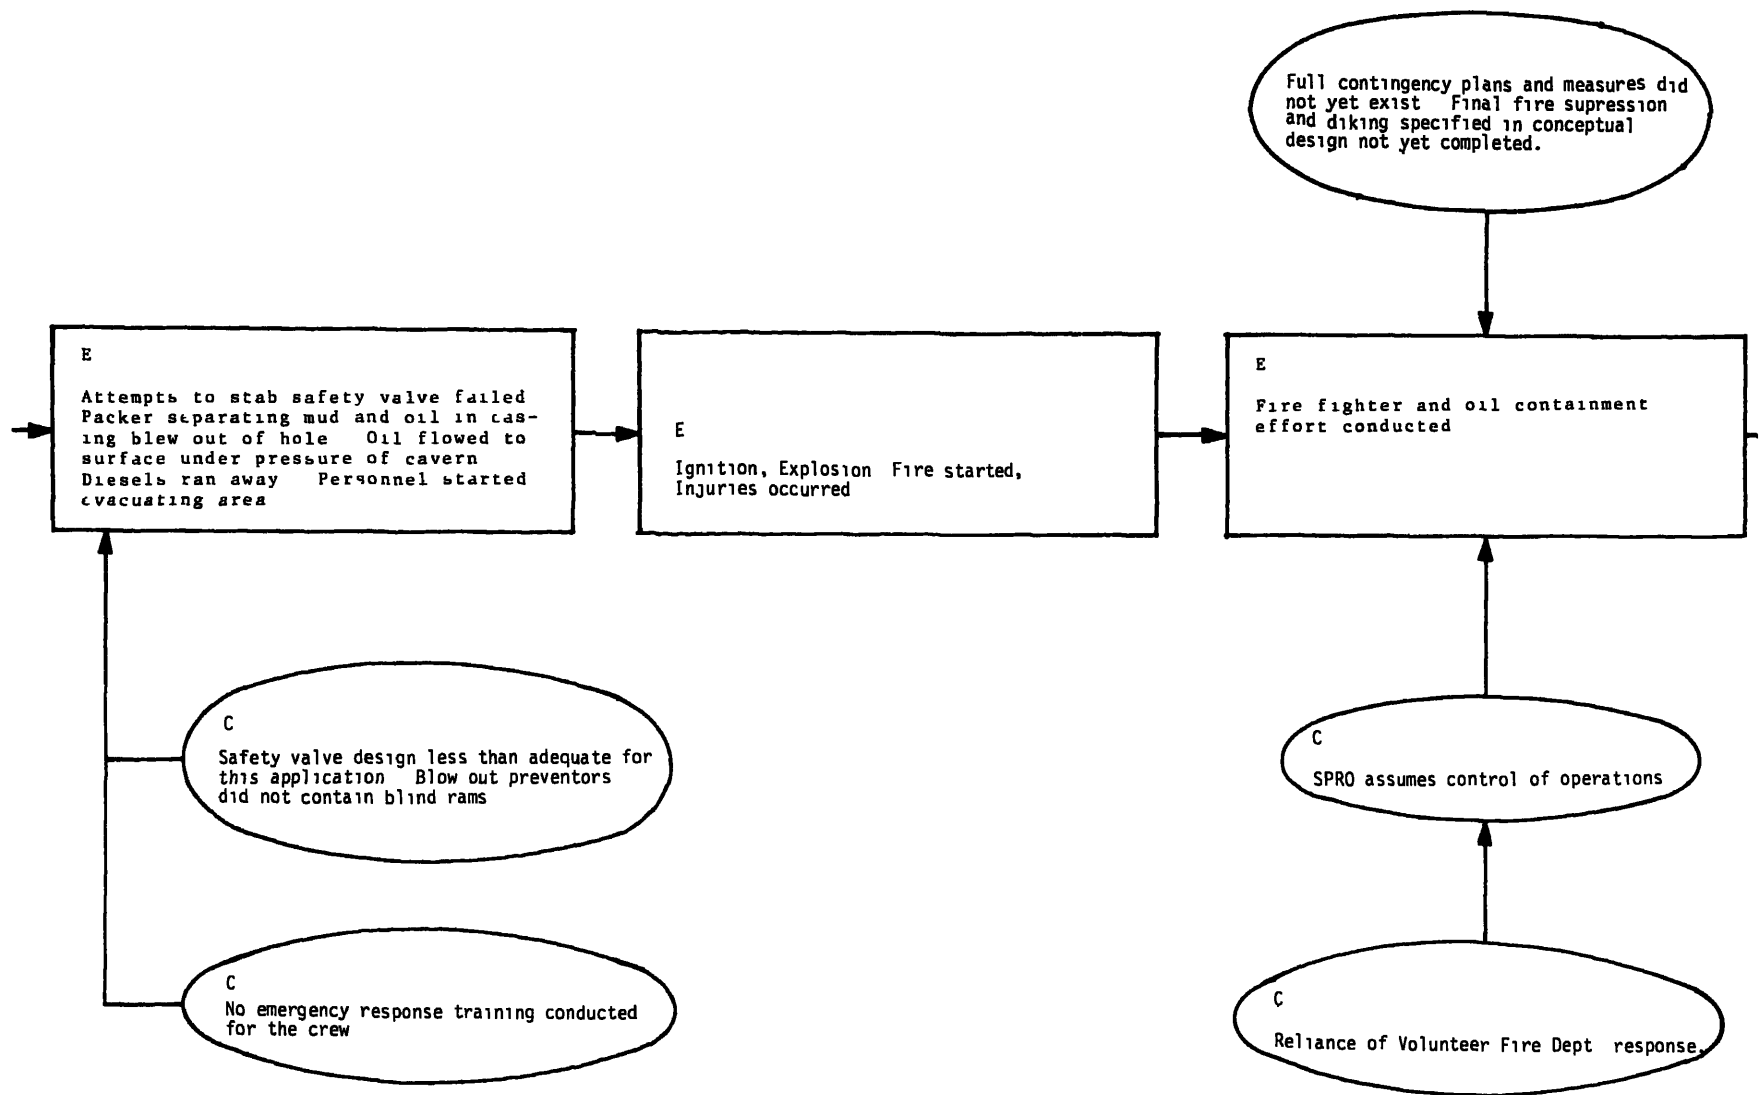 Full contingency plans and measures did
not yet exist Final fire supression
and diking specified in conceptual
design not yet completed.
E
Attempts to stab safety valve failed
Packer separating mud and oil in cas-
ing blew out of hole Oil flowed to
surface under pressure of cavern
Diesels ran away Personnel started
evacuating area
E
Ignition, Explosion Fire started,
Injuries occurred
E
Fire fighter and oil containment
effort conducted
C
Safety valve design less than adequate for
this application Blow out preventors
did not contain blind rams
C
No emergency response training conducted
for the crew
C
SPRO assumes control of operations
C
Reliance of Volunteer Fire Dept response.